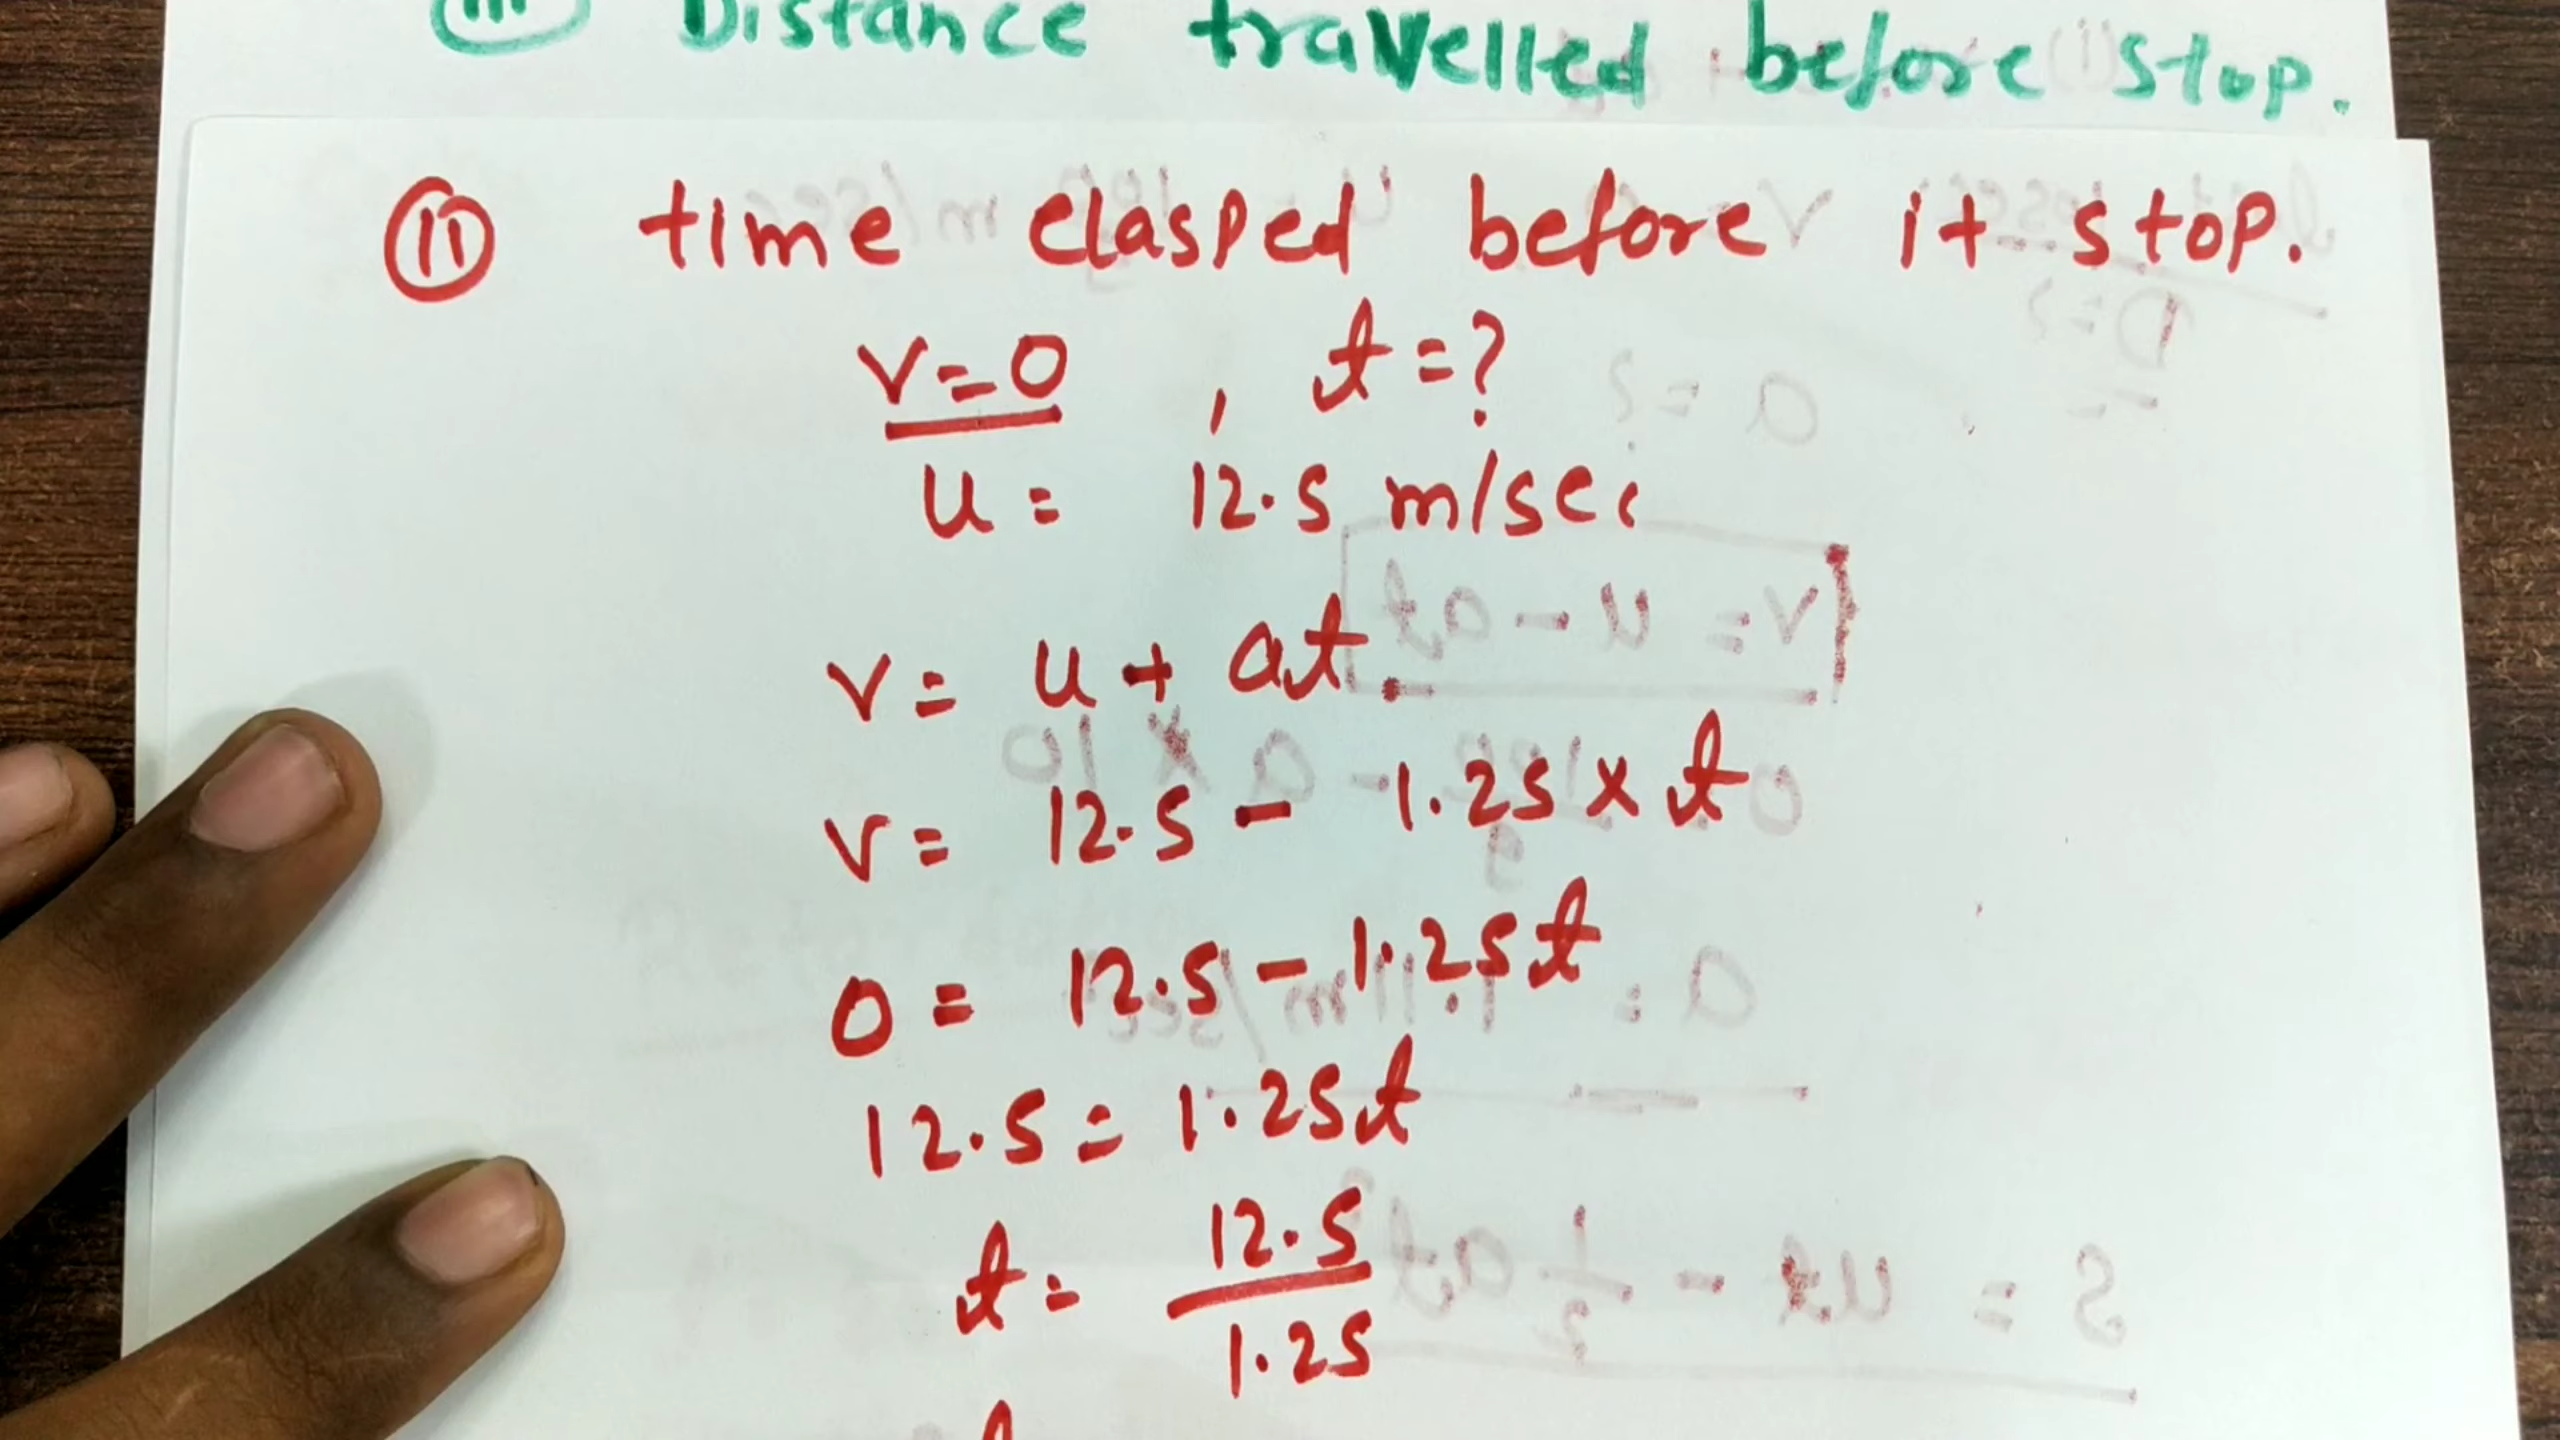 (iii) Distance travelled before stop.
(ii) time elasped before it stop.
v=0 , t=?
u= 12.5 m/sec
v= u + at
v= 12.5 - 1.25 x t
0 = 12.5 - 1.25t
12.5 = 1.25t
t= 12.5
1.25